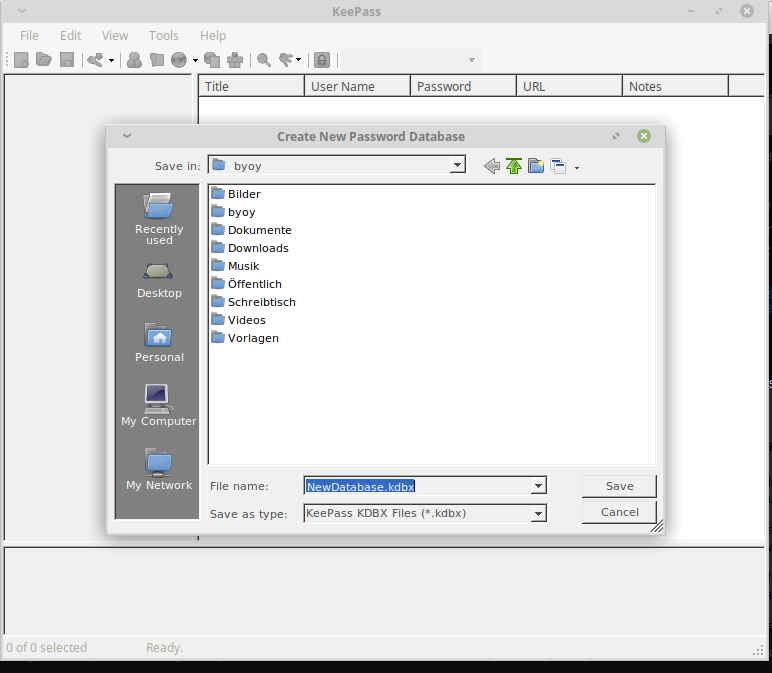 KeePass
File Edit View Tools Help
Title User Name Password URL Notes
Create New Password Database
Save in: byoy
Recently used
Desktop
Personal
My Computer
My Network
Bilder
byoy
Dokumente
Downloads
Musik
Öffentlich
Schreibtisch
Videos
Vorlagen
File name: NewDatabase.kdbx Save
Save as type: KeePass KDBX Files (*.kdbx) Cancel
0 of 0 selected Ready.